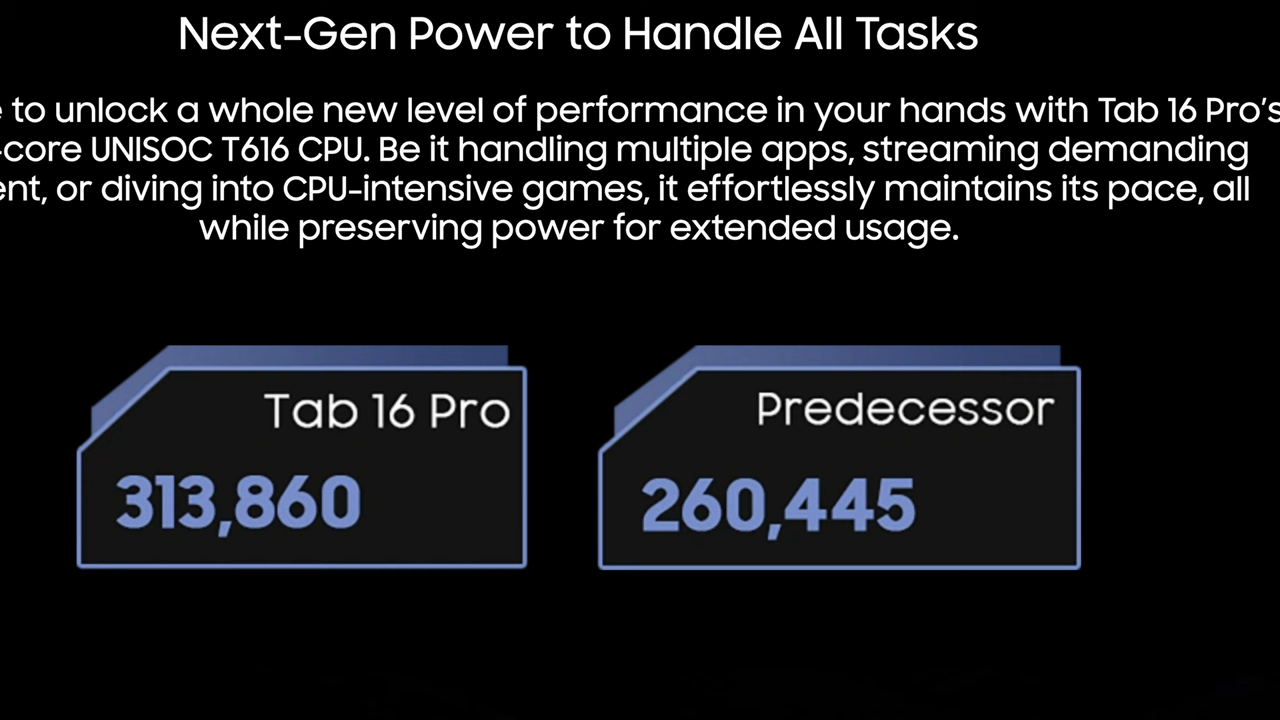 Next-Gen Power to Handle All Tasks
to unlock a whole new level of performance in your hands with Tab 16 Pro's
-core UNISOC T616 CPU. Be it handling multiple apps, streaming demanding
or diving into CPU-intensive games, it effortlessly maintains its pace, all
while preserving power for extended usage.
Tab 16 Pro
313,860
Predecessor
260,445